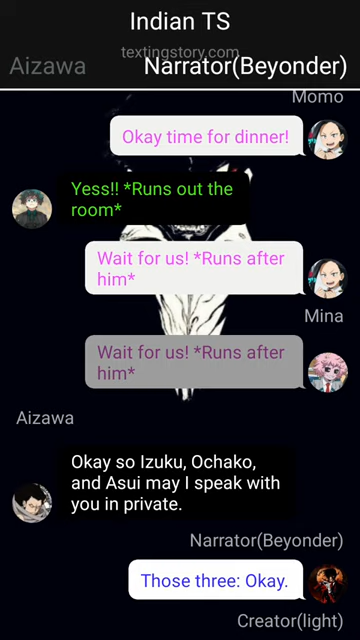 Indian TS
textingstory.com
Aizawa
Narrator(Beyonder)
Momo
Okay time for dinner!
Yess!! *Runs out the
room*
Wait for us! *Runs after
him*
Mina
Wait for us! *Runs after
him*
Aizawa
Okay so Izuku, Ochako,
and Asui may I speak with
you in private.
Narrator(Beyonder)
Those three: Okay.
Creator(light)